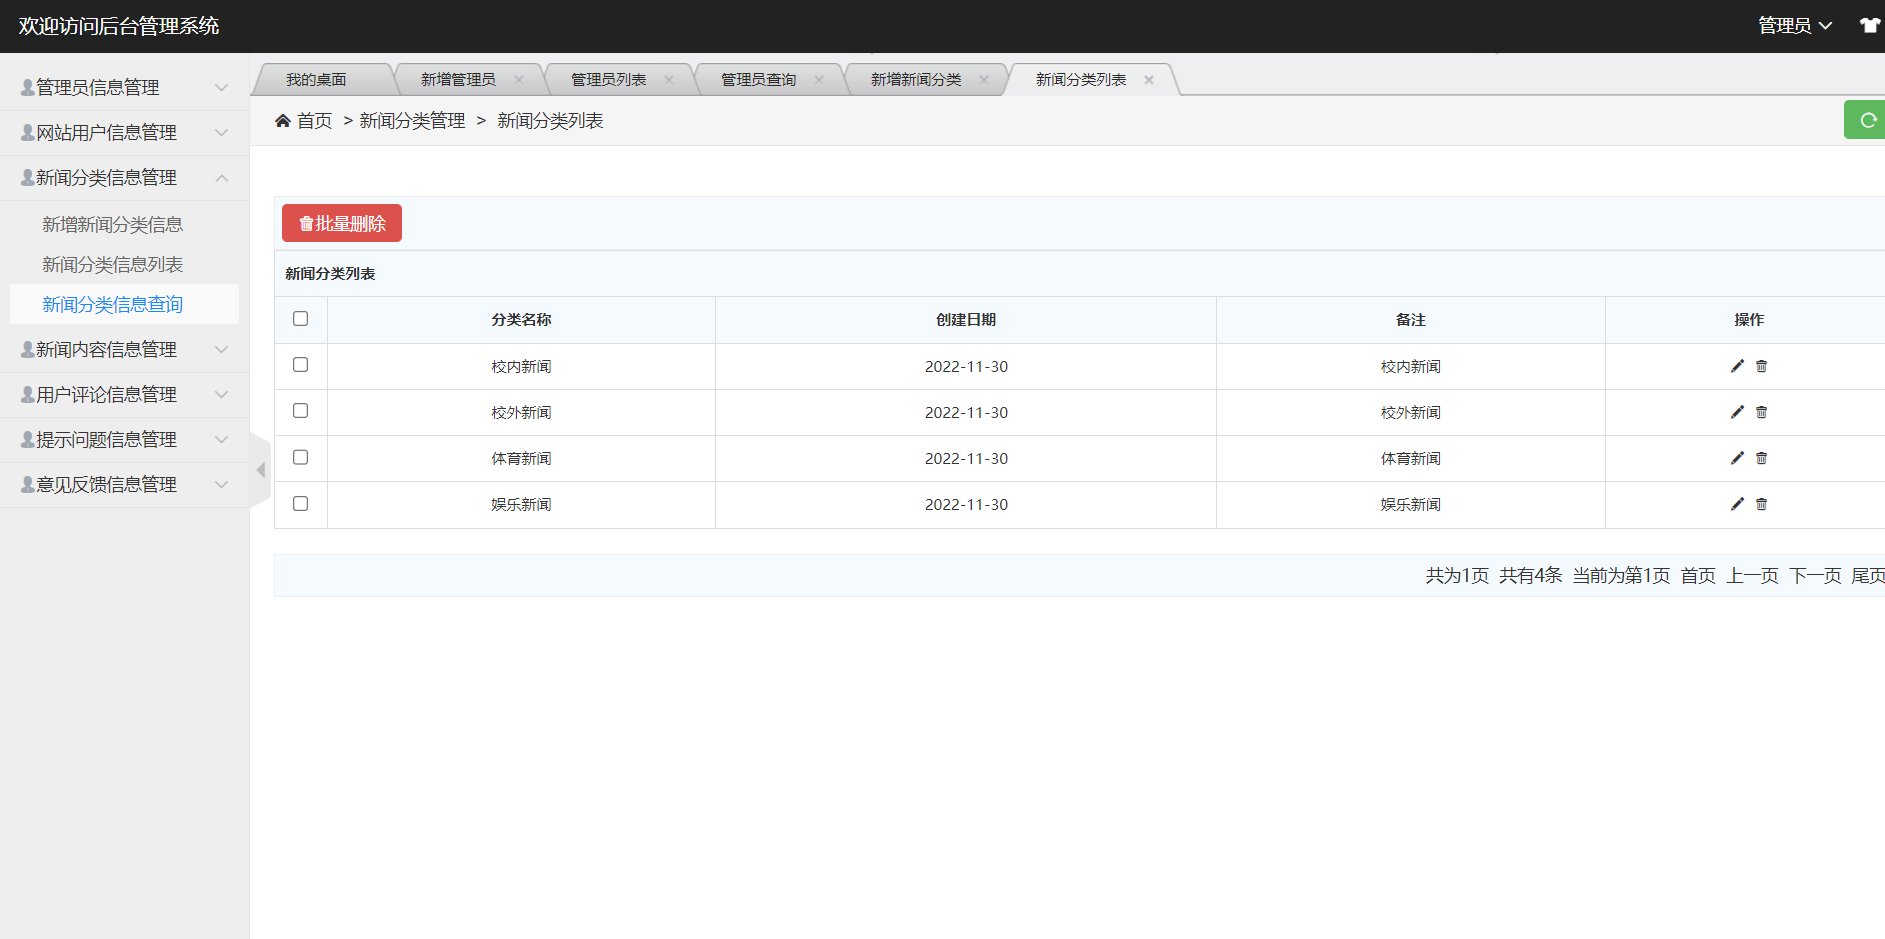 欢迎访问后台管理系统
管理员
管理员信息管理
网站用户信息管理
新闻分类信息管理
新增新闻分类信息
新闻分类信息列表
新闻分类信息查询
新闻内容信息管理
用户评论信息管理
提示问题信息管理
意见反馈信息管理
我的桌面 新增管理员 管理员列表 管理员查询 新增新闻分类 新闻分类列表
首页 > 新闻分类管理 > 新闻分类列表
批量删除
新闻分类列表
分类名称 创建日期 备注 操作
校内新闻 2022-11-30 校内新闻
校外新闻 2022-11-30 校外新闻
体育新闻 2022-11-30 体育新闻
娱乐新闻 2022-11-30 娱乐新闻
共为1页 共有4条 当前为第1页 首页 上一页 下一页 尾页